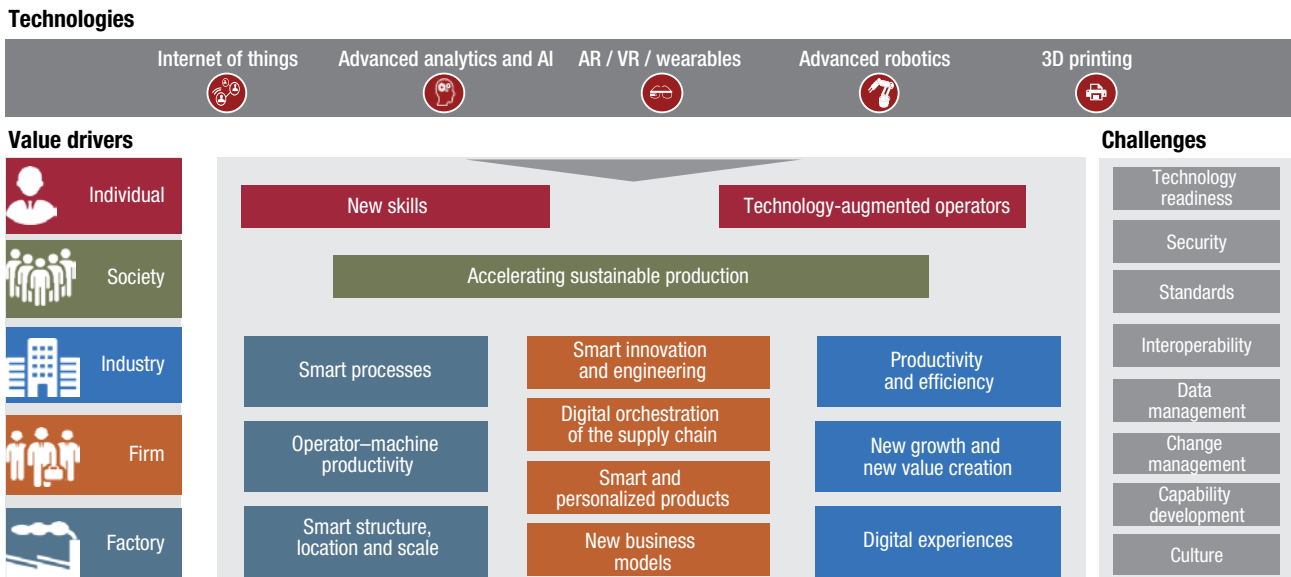 Technologies
Internet of things
Advanced analytics and AI
AR / VR / wearables
Advanced robotics
3D printing
Value drivers
Individual
Society
Industry
Firm
Factory
New skills
Technology-augmented operators
Accelerating sustainable production
Smart processes
Operator–machine
productivity
Smart structure,
location and scale
Smart innovation
and engineering
Digital orchestration
of the supply chain
Smart and
personalized products
New business
models
Productivity
and efficiency
New growth and
new value creation
Digital experiences
Challenges
Technology
readiness
Security
Standards
Interoperability
Data
management
Change
management
Capability
development
Culture